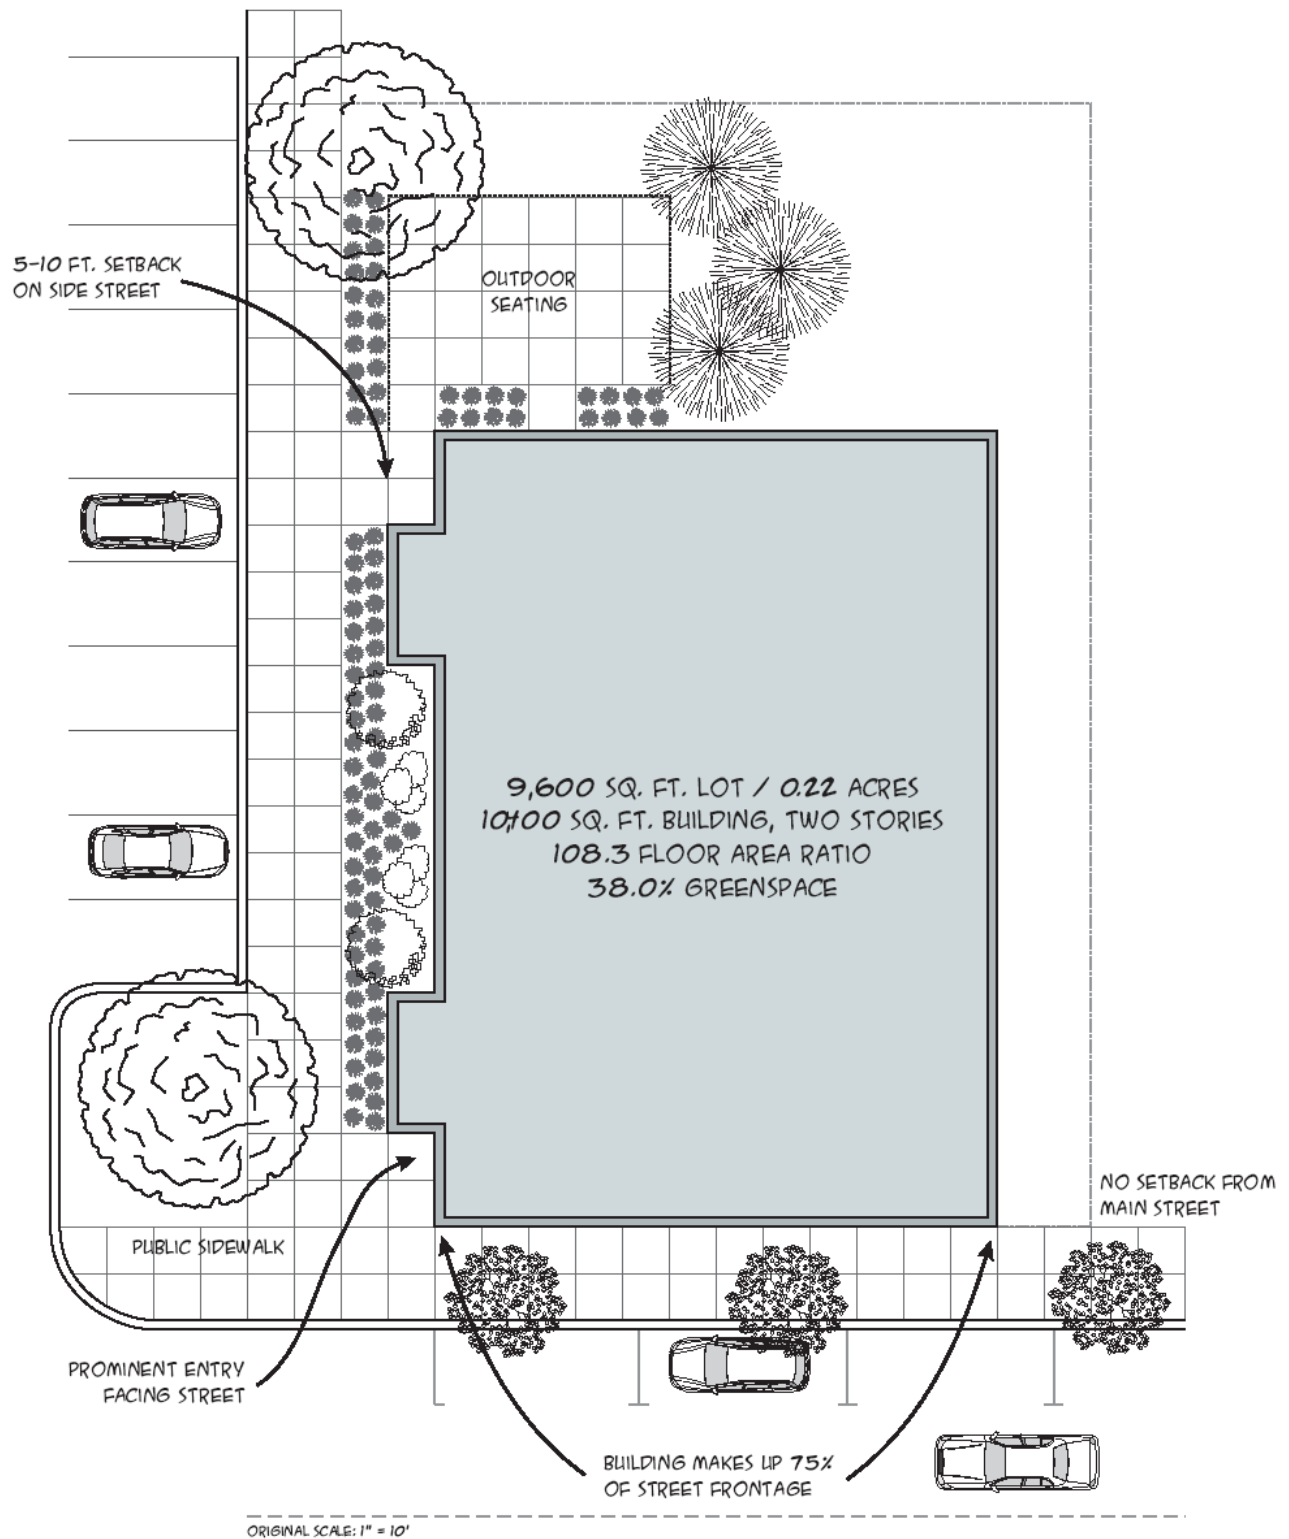 5-10 FT. SETBACK
ON SIDE STREET
OUTDOOR
SEATING
9,600 SQ. FT. LOT / 0.22 ACRES
10,400 SQ. FT. BUILDING, TWO STORIES
108.3 FLOOR AREA RATIO
38.0% GREENSPACE
NO SETBACK FROM
MAIN STREET
PUBLIC SIDEWALK
PROMINENT ENTRY
FACING STREET
BUILDING MAKES UP 75%
OF STREET FRONTAGE
ORIGINAL SCALE: 1" = 10'